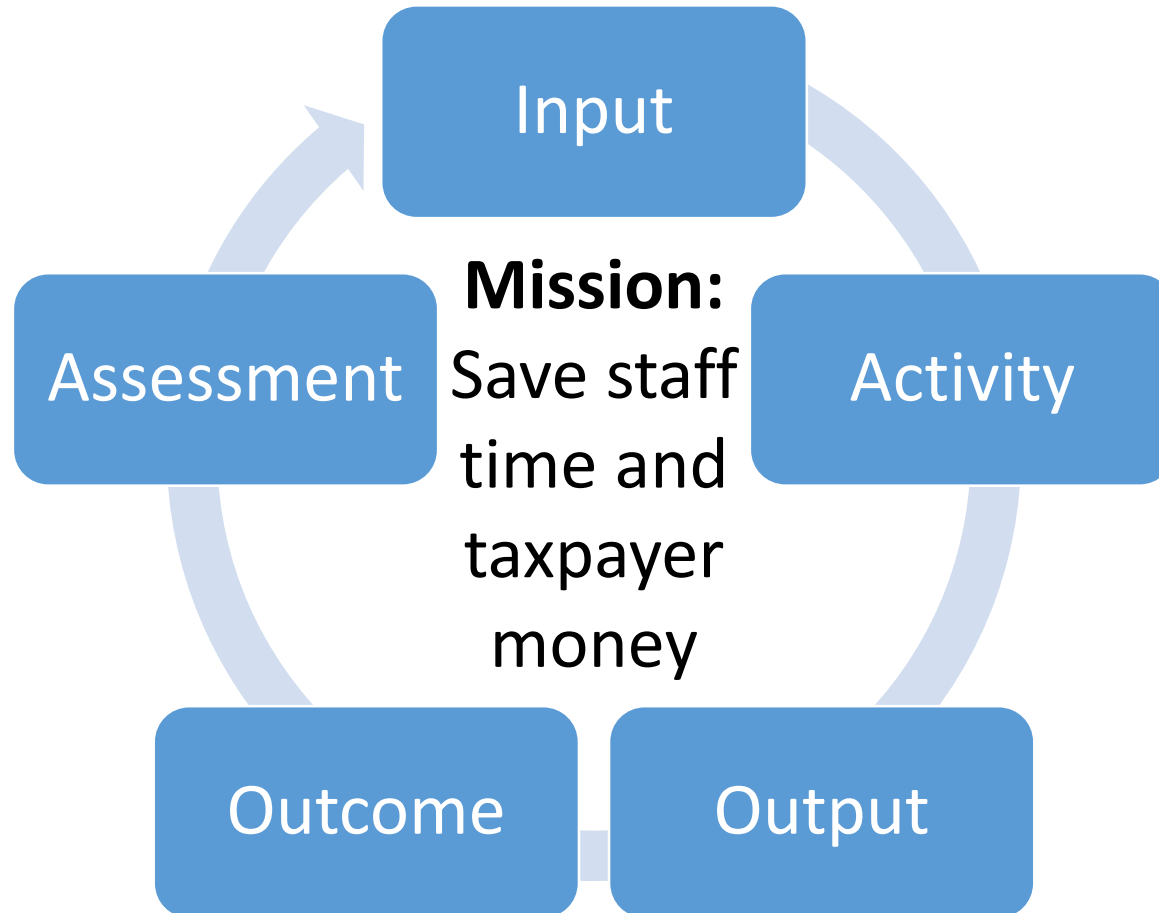 Input
Mission:
Save staff
time and
taxpayer
money
Activity
Output
Outcome
Assessment